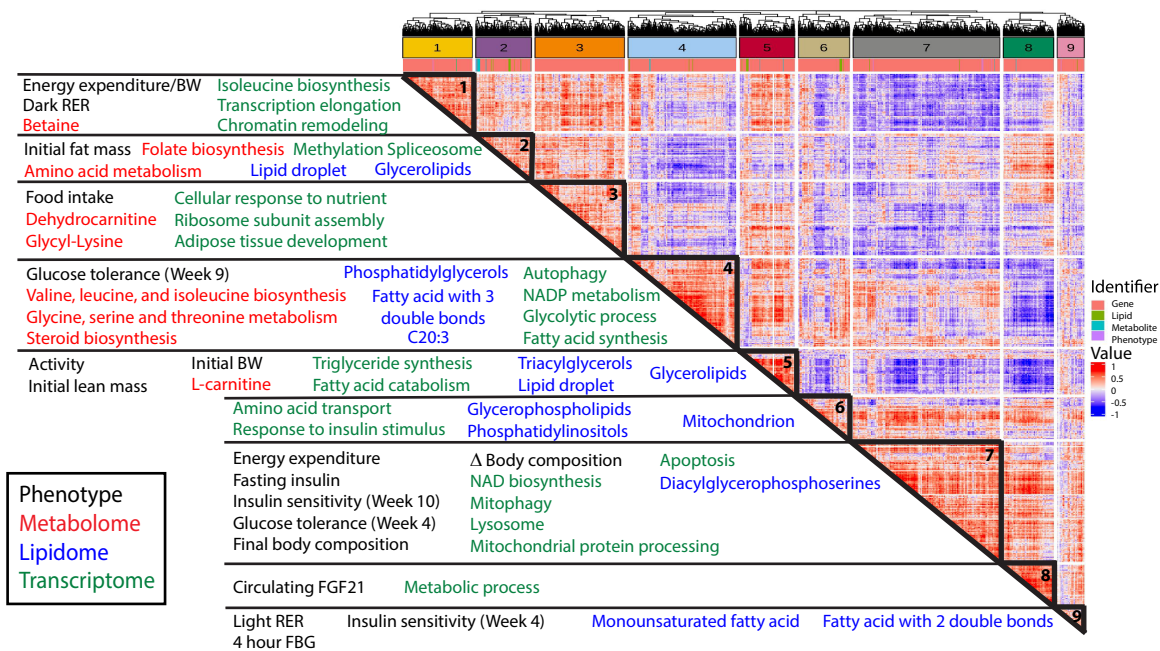 1 2 3 4 5 6 7 8 9
Energy expenditure/BW Isoleucine biosynthesis 1
Dark RER Transcription elongation
Betaine Chromatin remodeling
Initial fat mass Folate biosynthesis Methylation Spliceosome 2
Amino acid metabolism Lipid droplet Glycerolipids
Food intake Cellular response to nutrient 3
Dehydrocarnitine Ribosome subunit assembly
Glycyl-Lysine Adipose tissue development
Glucose tolerance (Week 9) Phosphatidylglycerols Autophagy 4
Valine, leucine, and isoleucine biosynthesis Fatty acid with 3 NADP metabolism
Glycine, serine and threonine metabolism double bonds Glycolytic process
Steroid biosynthesis C20:3 Fatty acid synthesis
Activity Initial BW Triglyceride synthesis Triacylglycerols Glycerolipids 5
Initial lean mass L-carnitine Fatty acid catabolism Lipid droplet
Amino acid transport Glycerophospholipids Mitochondrion 6
Response to insulin stimulus Phosphatidylinositols
Energy expenditure Δ Body composition Apoptosis 7
Fasting insulin NAD biosynthesis Diacylglycerophosphoserines
Insulin sensitivity (Week 10) Mitophagy
Glucose tolerance (Week 4) Lysosome
Final body composition Mitochondrial protein processing
Circulating FGF21 Metabolic process 8
Light RER Insulin sensitivity (Week 4) Monounsaturated fatty acid Fatty acid with 2 double bonds 9
4 hour FBG
Phenotype
Metabolome
Lipidome
Transcriptome
Identifier
Gene
Lipid
Metabolite
Phenotype
Value
1
0.5
0
-0.5
-1